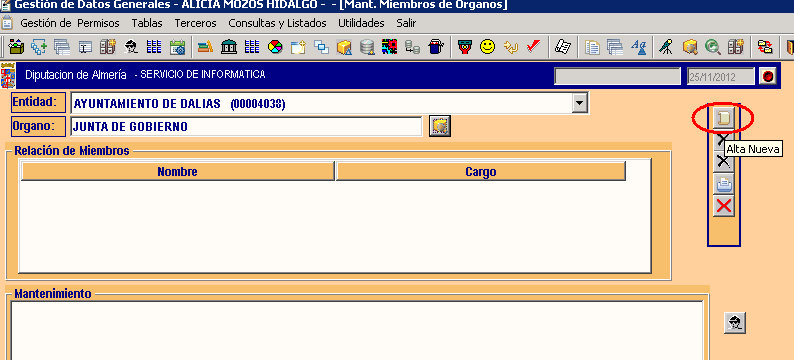 Gestión de Datos Generales - ALICIA MOZOS HIDALGO - - [Mant. Miembros de Organos]
Gestión de Permisos Tablas Terceros Consultas y Listados Utilidades Salir
Diputacion de Almería - SERVICIO DE INFORMATICA
25/11/2012
Entidad: AYUNTAMIENTO DE DALIAS (00004038)
Organo: JUNTA DE GOBIERNO
Alta Nueva
Relación de Miembros
Nombre Cargo
Mantenimiento